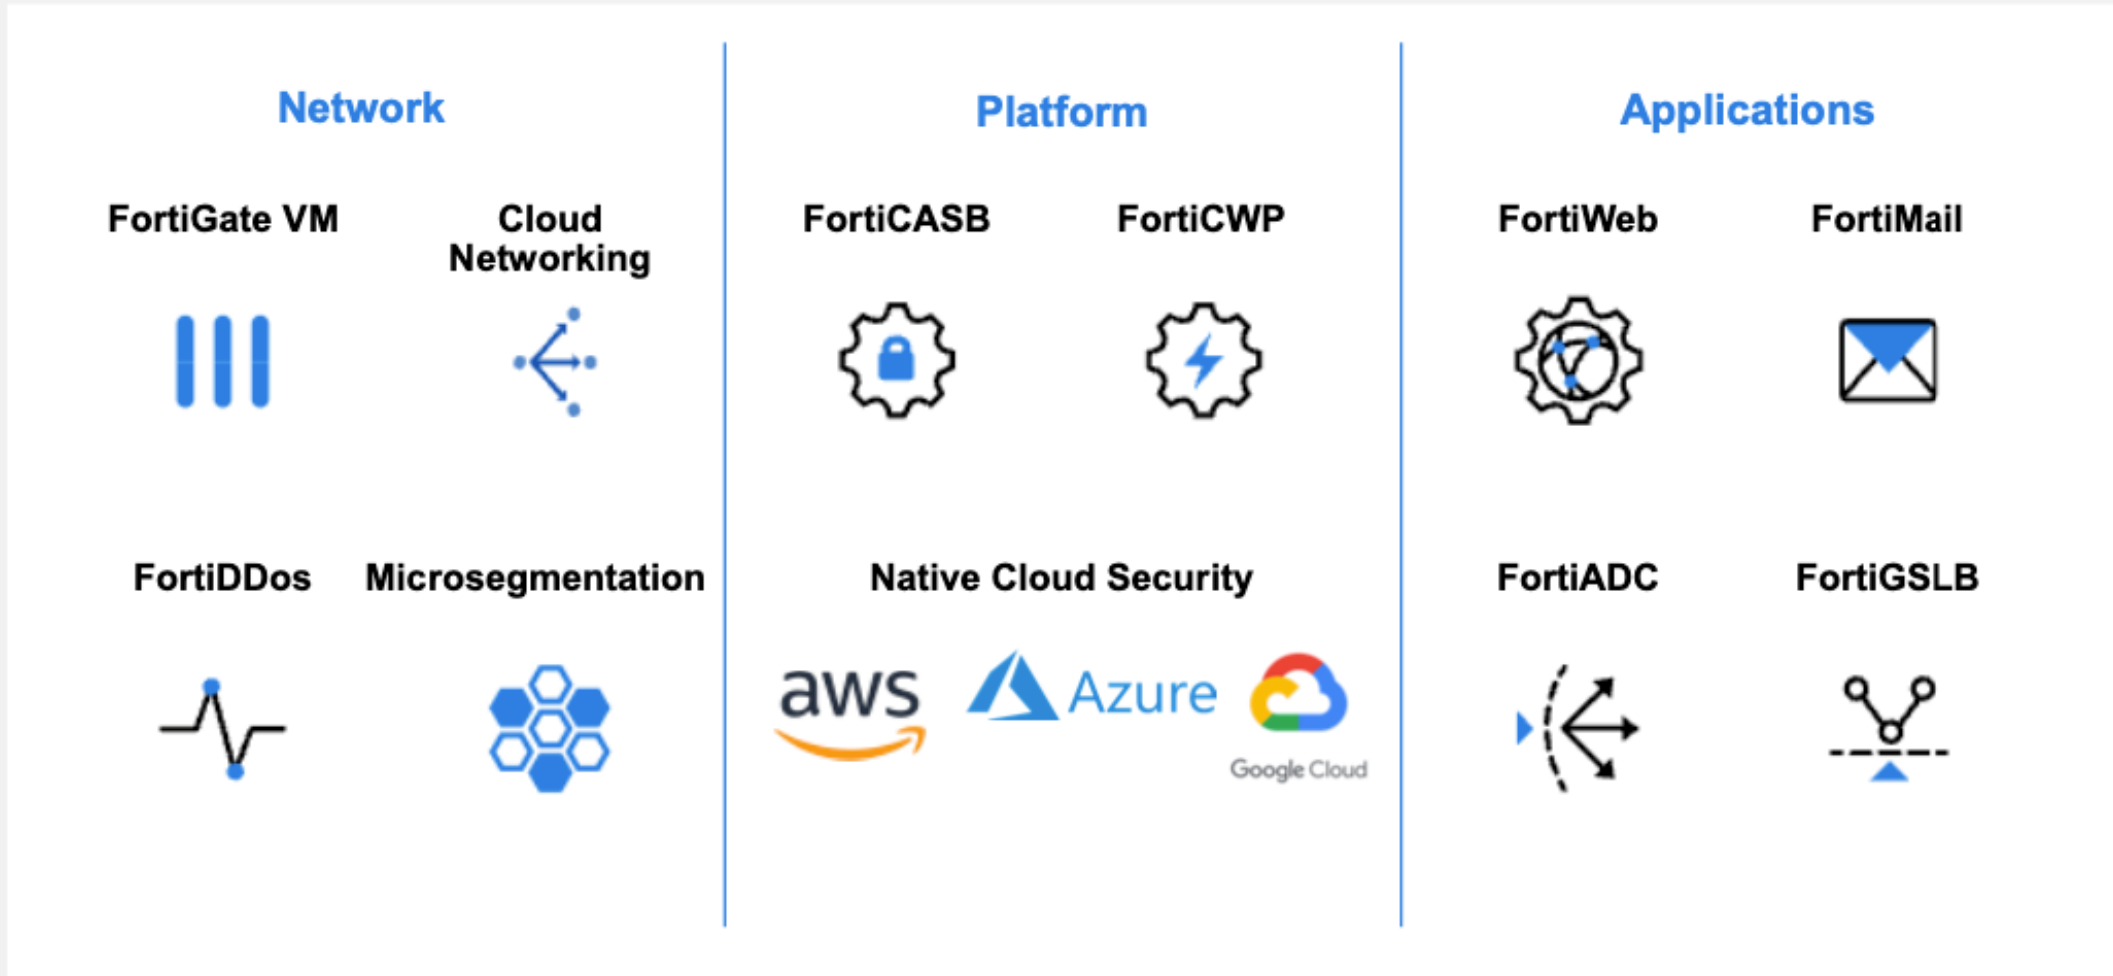 Network
FortiGate VM
Cloud
Networking
FortiDDos
Microsegmentation
Platform
FortiCASB
FortiCWP
Native Cloud Security
aws
Azure
Google Cloud
Applications
FortiWeb
FortiMail
FortiADC
FortiGSLB